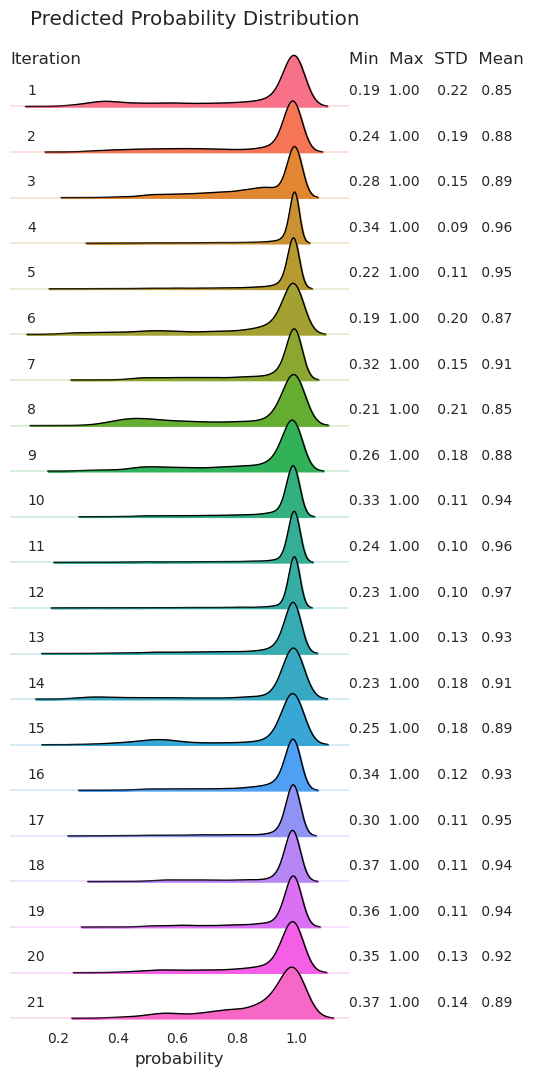 Predicted Probability Distribution
Iteration Min Max STD Mean
1 0.19 1.00 0.22 0.85
2 0.24 1.00 0.19 0.88
3 0.28 1.00 0.15 0.89
4 0.34 1.00 0.09 0.96
5 0.22 1.00 0.11 0.95
6 0.19 1.00 0.20 0.87
7 0.32 1.00 0.15 0.91
8 0.21 1.00 0.21 0.85
9 0.26 1.00 0.18 0.88
10 0.33 1.00 0.11 0.94
11 0.24 1.00 0.10 0.96
12 0.23 1.00 0.10 0.97
13 0.21 1.00 0.13 0.93
14 0.23 1.00 0.18 0.91
15 0.25 1.00 0.18 0.89
16 0.34 1.00 0.12 0.93
17 0.30 1.00 0.11 0.95
18 0.37 1.00 0.11 0.94
19 0.36 1.00 0.11 0.94
20 0.35 1.00 0.13 0.92
21 0.37 1.00 0.14 0.89
0.2 0.4 0.6 0.8 1.0
probability